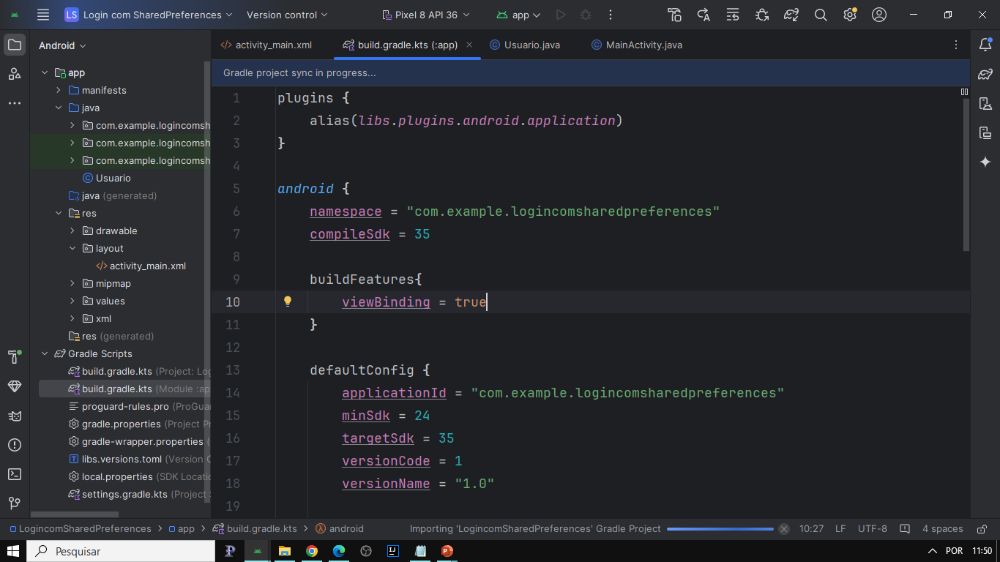 LS Login com SharedPreferences Version control Pixel 8 API 36 app
Android
activity_main.xml build.gradle.kts (:app) Usuario.java MainActivity.java
Gradle project sync in progress...
app
manifests
java
com.example.logincomsh
com.example.logincomsh
com.example.logincomsh
Usuario
java (generated)
res
drawable
layout
activity_main.xml
mipmap
values
xml
res (generated)
Gradle Scripts
build.gradle.kts (Project: Log
build.gradle.kts (Module :ap
proguard-rules.pro (ProGua
gradle.properties (Project Pr
gradle-wrapper.properties (
libs.versions.toml (Version C
local.properties (SDK Locatio
settings.gradle.kts (Project S
1 plugins {
2 alias(libs.plugins.android.application)
3 }
4
5 android {
6 namespace = "com.example.logincomsharedpreferences"
7 compileSdk = 35
8
9 buildFeatures{
10 viewBinding = true
11 }
12
13 defaultConfig {
14 applicationId = "com.example.logincomsharedpreferences"
15 minSdk = 24
16 targetSdk = 35
17 versionCode = 1
18 versionName = "1.0"
19
LogincomSharedPreferences > app > build.gradle.kts > android Importing 'LogincomSharedPreferences' Gradle Project 10:27 LF UTF-8 4 spaces
Pesquisar POR 11:50